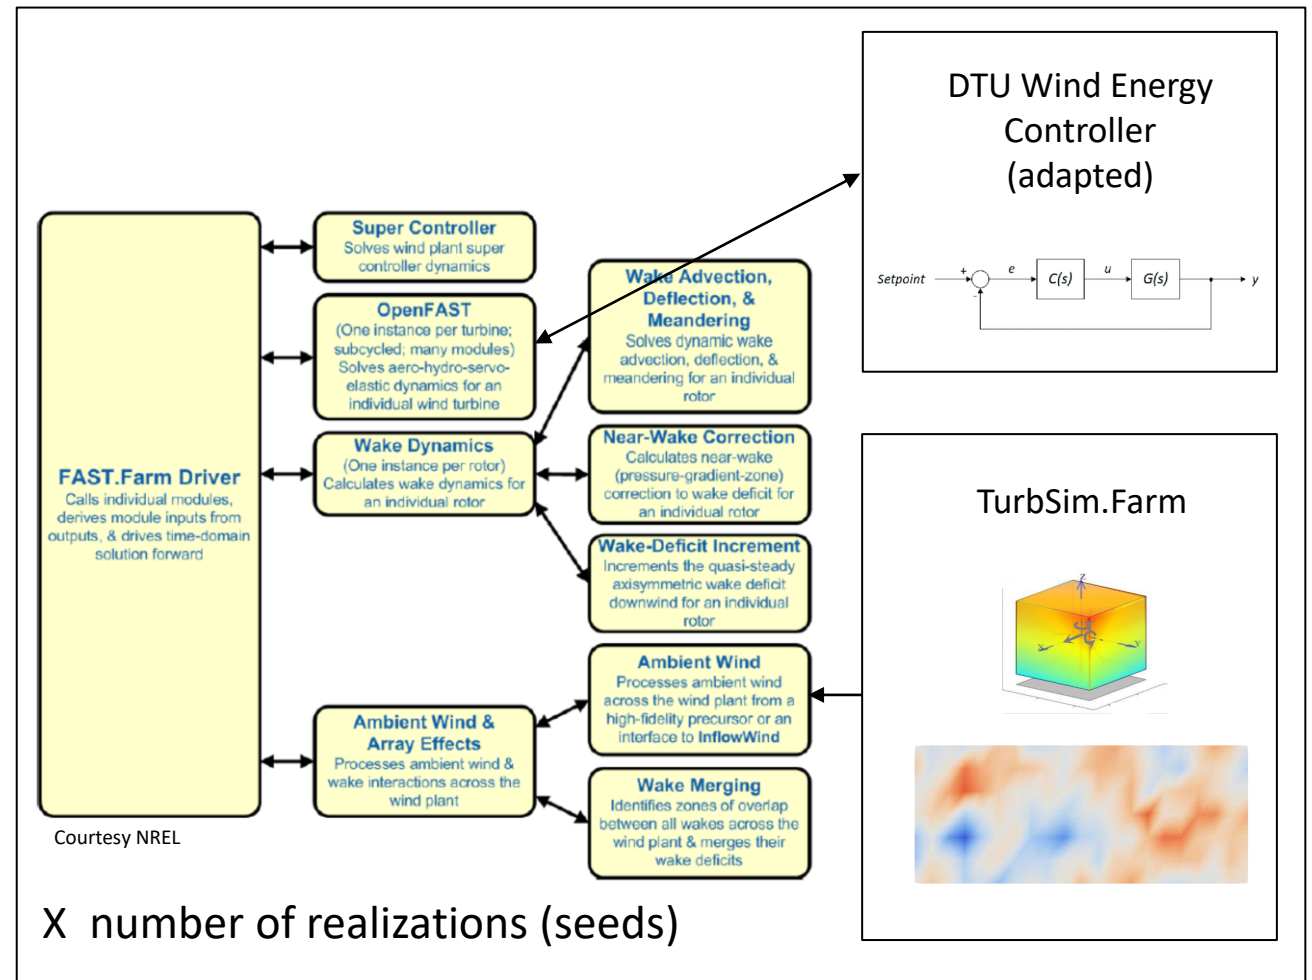 FAST.Farm Driver
Calls individual modules,
derives module inputs from
outputs, & drives time-domain
solution forward
Courtesy NREL
Super Controller
Solves wind plant super
controller dynamics
OpenFAST
(One instance per turbine;
subcycled; many modules)
Solves aero-hydro-servo-
elastic dynamics for an
individual wind turbine
Wake Dynamics
(One instance per rotor)
Calculates wake dynamics for
an individual rotor
Ambient Wind &
Array Effects
Processes ambient wind &
wake interactions across the
wind plant
Wake Advection,
Deflection, &
Meandering
Solves dynamic wake
advection, deflection, &
meandering for an individual
rotor
Near-Wake Correction
Calculates near-wake
(pressure-gradient-zone)
correction to wake deficit for
an individual rotor
Wake-Deficit Increment
Increments the quasi-steady
axisymmetric wake deficit
downwind for an individual
rotor
Ambient Wind
Processes ambient wind
across the wind plant from a
high-fidelity precursor or an
interface to InflowWind
Wake Merging
Identifies zones of overlap
between all wakes across the
wind plant & merges their
wake deficits
DTU Wind Energy
Controller
(adapted)
Setpoint + - e C(s) u G(s) y
TurbSim.Farm
Z
X
Y
X number of realizations (seeds)